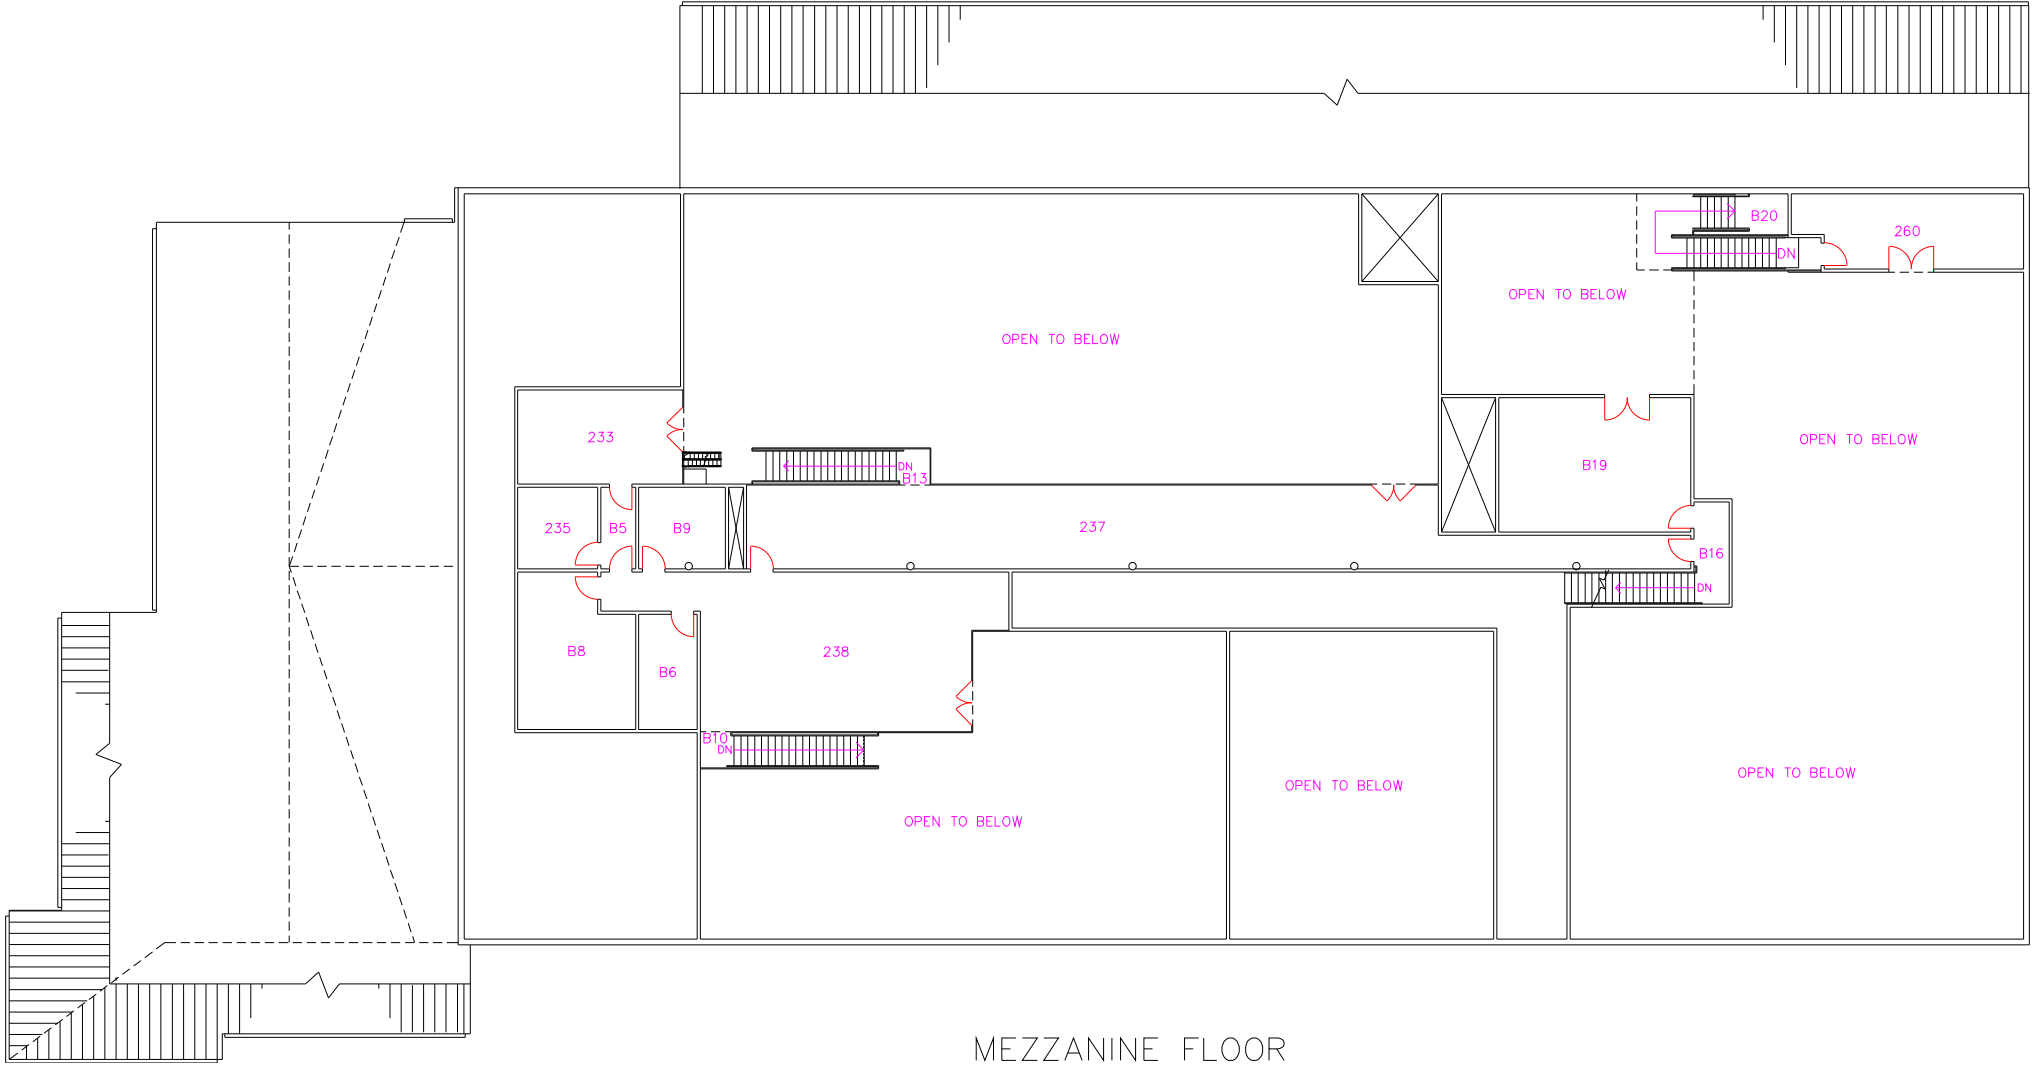 B20
260
DN
OPEN TO BELOW
OPEN TO BELOW
233
OPEN TO BELOW
B19
DN
B13
235
B5
B9
237
B16
DN
B8
238
B6
B10
DN
OPEN TO BELOW
OPEN TO BELOW
OPEN TO BELOW
MEZZANINE FLOOR